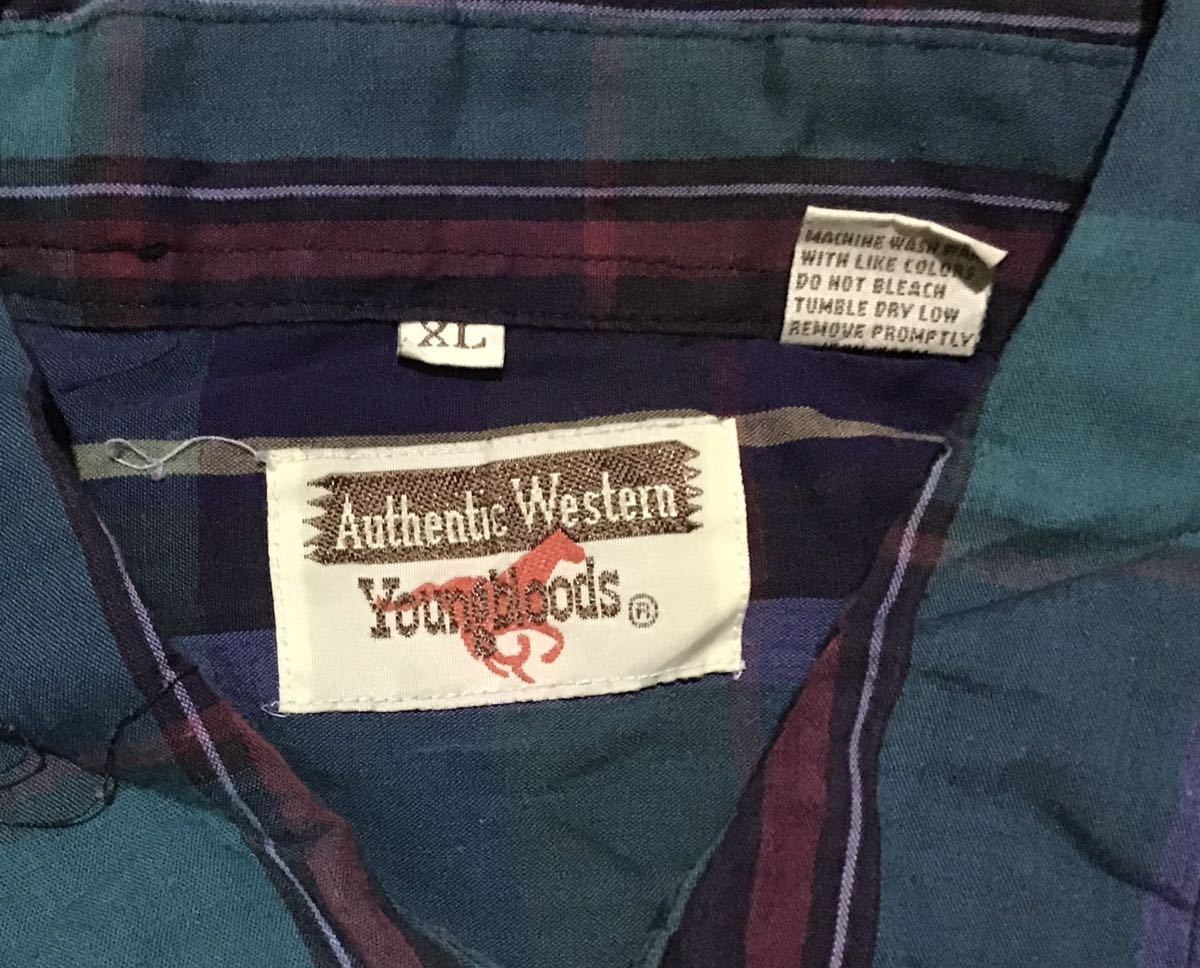 MACHINE WASH
WITH LIKE COLORS
DO NOT BLEACH
TUMBLE DRY LOW
REMOVE PROMPTLY
XL
Authentic Western
Youngbloods ®